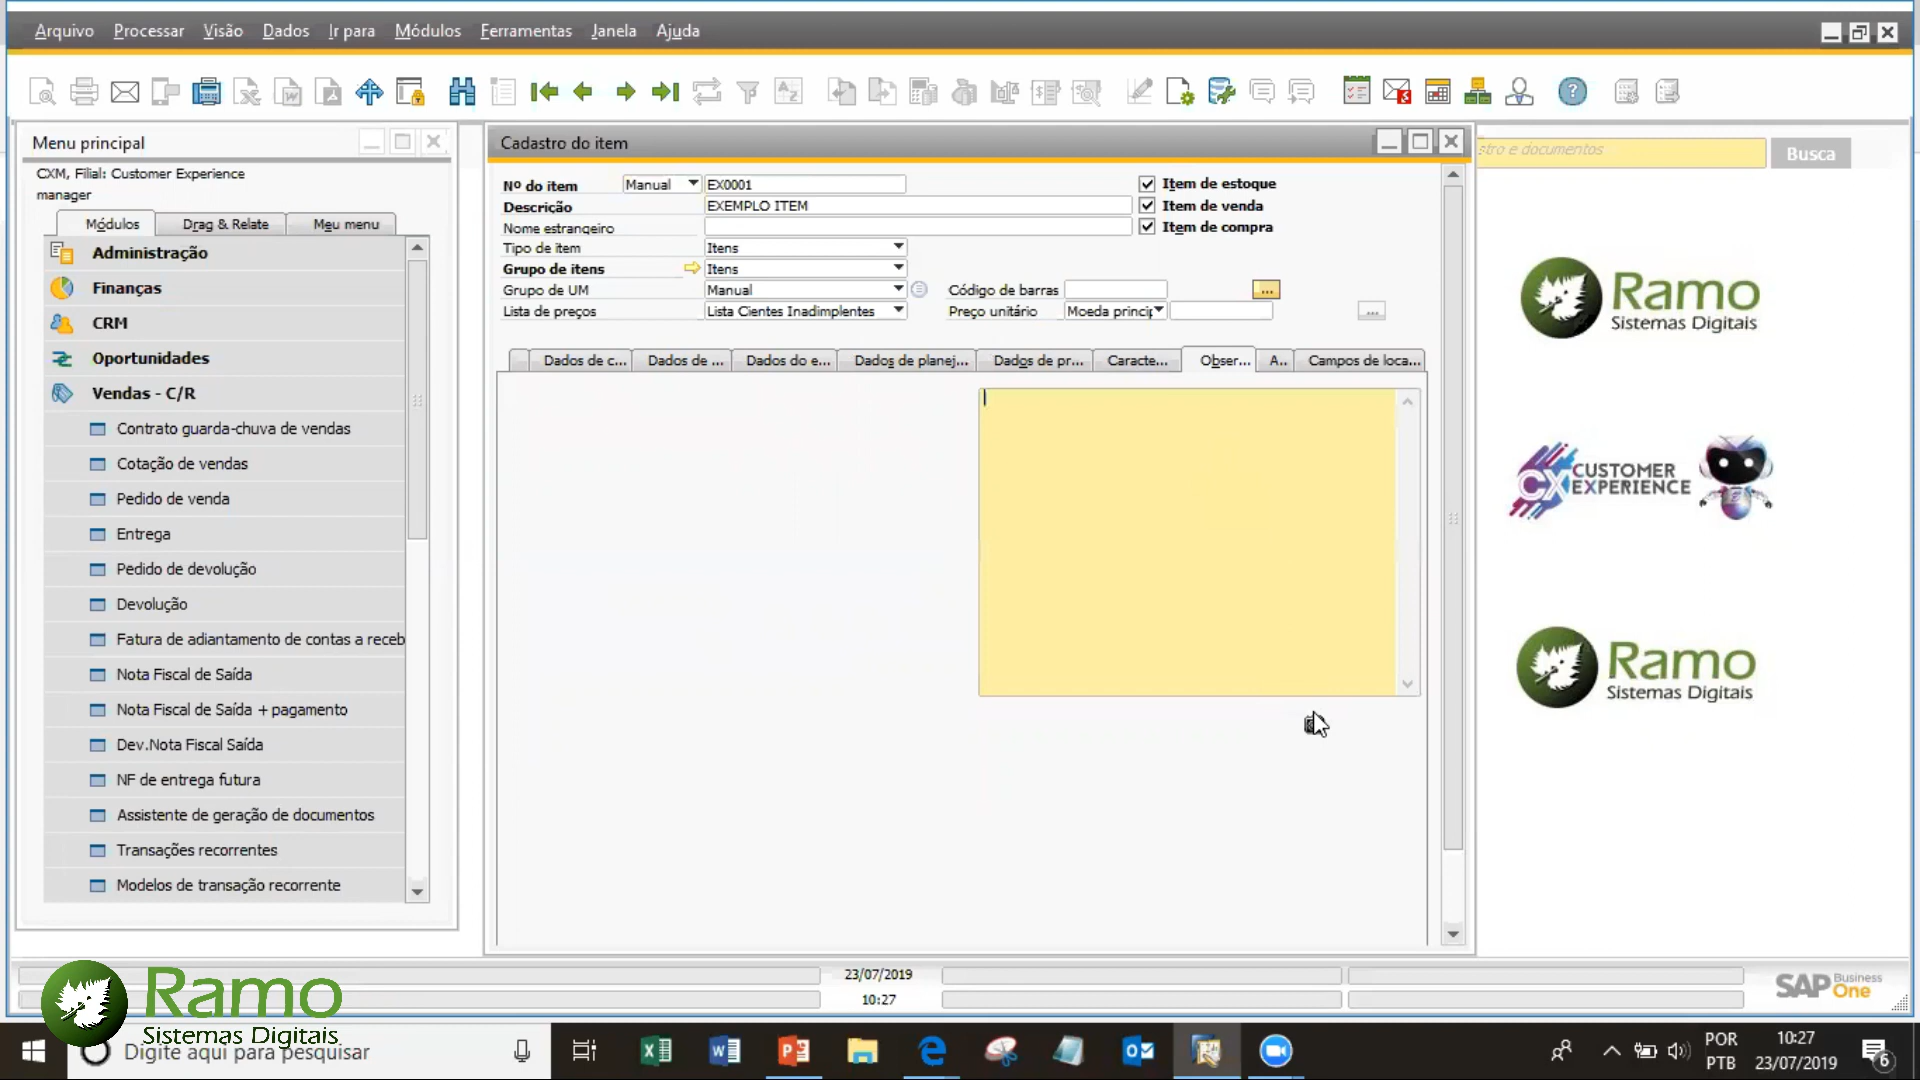 Arquivo Processar Visão Dados Ir para Módulos Ferramentas Janela Ajuda
Menu principal
CXM, Filial: Customer Experience
manager
Módulos Drag & Relate Meu menu
Administração
Finanças
CRM
Oportunidades
Vendas - C/R
Contrato guarda-chuva de vendas
Cotação de vendas
Pedido de venda
Entrega
Pedido de devolução
Devolução
Fatura de adiantamento de contas a receb
Nota Fiscal de Saída
Nota Fiscal de Saída + pagamento
Dev.Nota Fiscal Saída
NF de entrega futura
Assistente de geração de documentos
Transações recorrentes
Modelos de transação recorrente
Cadastro do item
Nº do item Manual EX0001
Descrição EXEMPLO ITEM
Nome estrangeiro
Tipo de item Itens
Grupo de itens Itens
Grupo de UM Manual Código de barras ...
Lista de preços Lista Cientes Inadimplentes Preço unitário Moeda princip ...
Item de estoque
Item de venda
Item de compra
Dados de c... Dados de ... Dados do e... Dados de planej... Dados de pr... Caracte... Obser... A.. Campos de loca...
stro e documentos Busca
Ramo
Sistemas Digitais
CX CUSTOMER
EXPERIENCE
Ramo
Sistemas Digitais
23/07/2019
10:27
SAP Business
One
Ramo
Sistemas Digitais
Digite aqui para pesquisar
POR
PTB
10:27
23/07/2019
6